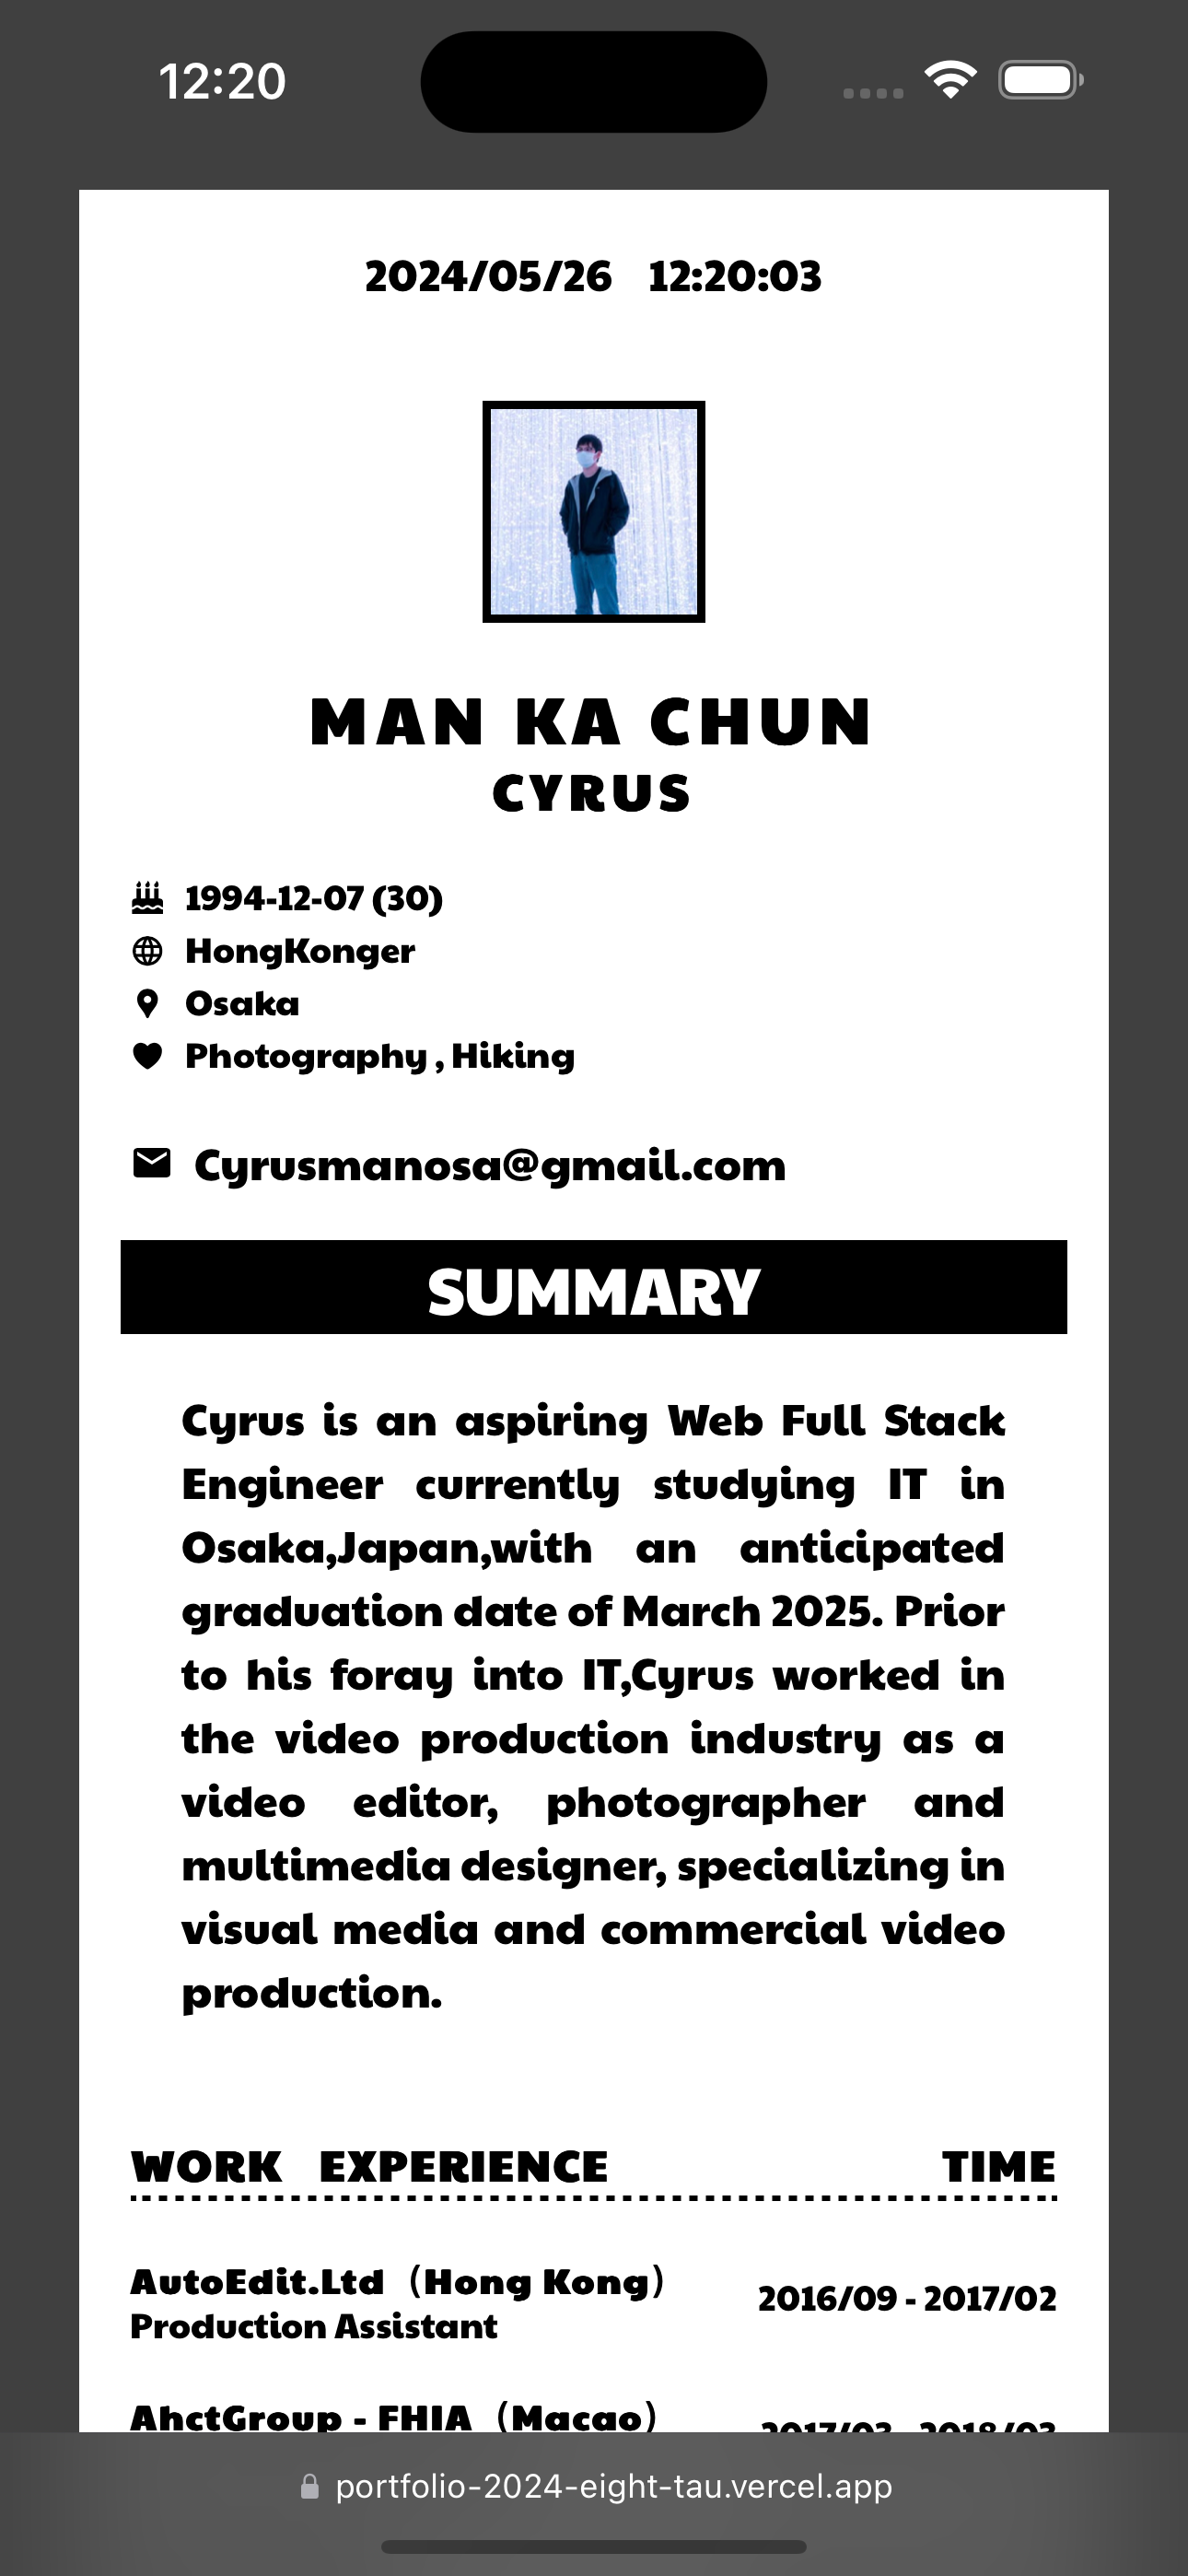 12:20
2024/05/26 12:20:03
MAN KA CHUN
CYRUS
1994-12-07 (30)
HongKonger
Osaka
Photography , Hiking
Cyrusmanosa@gmail.com
SUMMARY
Cyrus is an aspiring Web Full Stack
Engineer currently studying IT in
Osaka,Japan,with an anticipated
graduation date of March 2025. Prior
to his foray into IT,Cyrus worked in
the video production industry as a
video editor, photographer and
multimedia designer, specializing in
visual media and commercial video
production.
WORK EXPERIENCE TIME
AutoEdit.Ltd（Hong Kong） 2016/09 - 2017/02
Production Assistant
AhctGroup - FHIA（Macao） 2017/03 - 2018/03
portfolio-2024-eight-tau.vercel.app